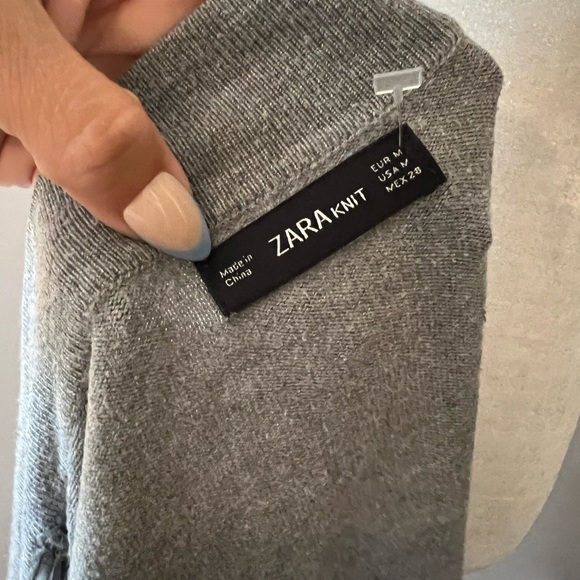 Made in
China
ZARA KNIT
EUR M
USA M
MEX 28